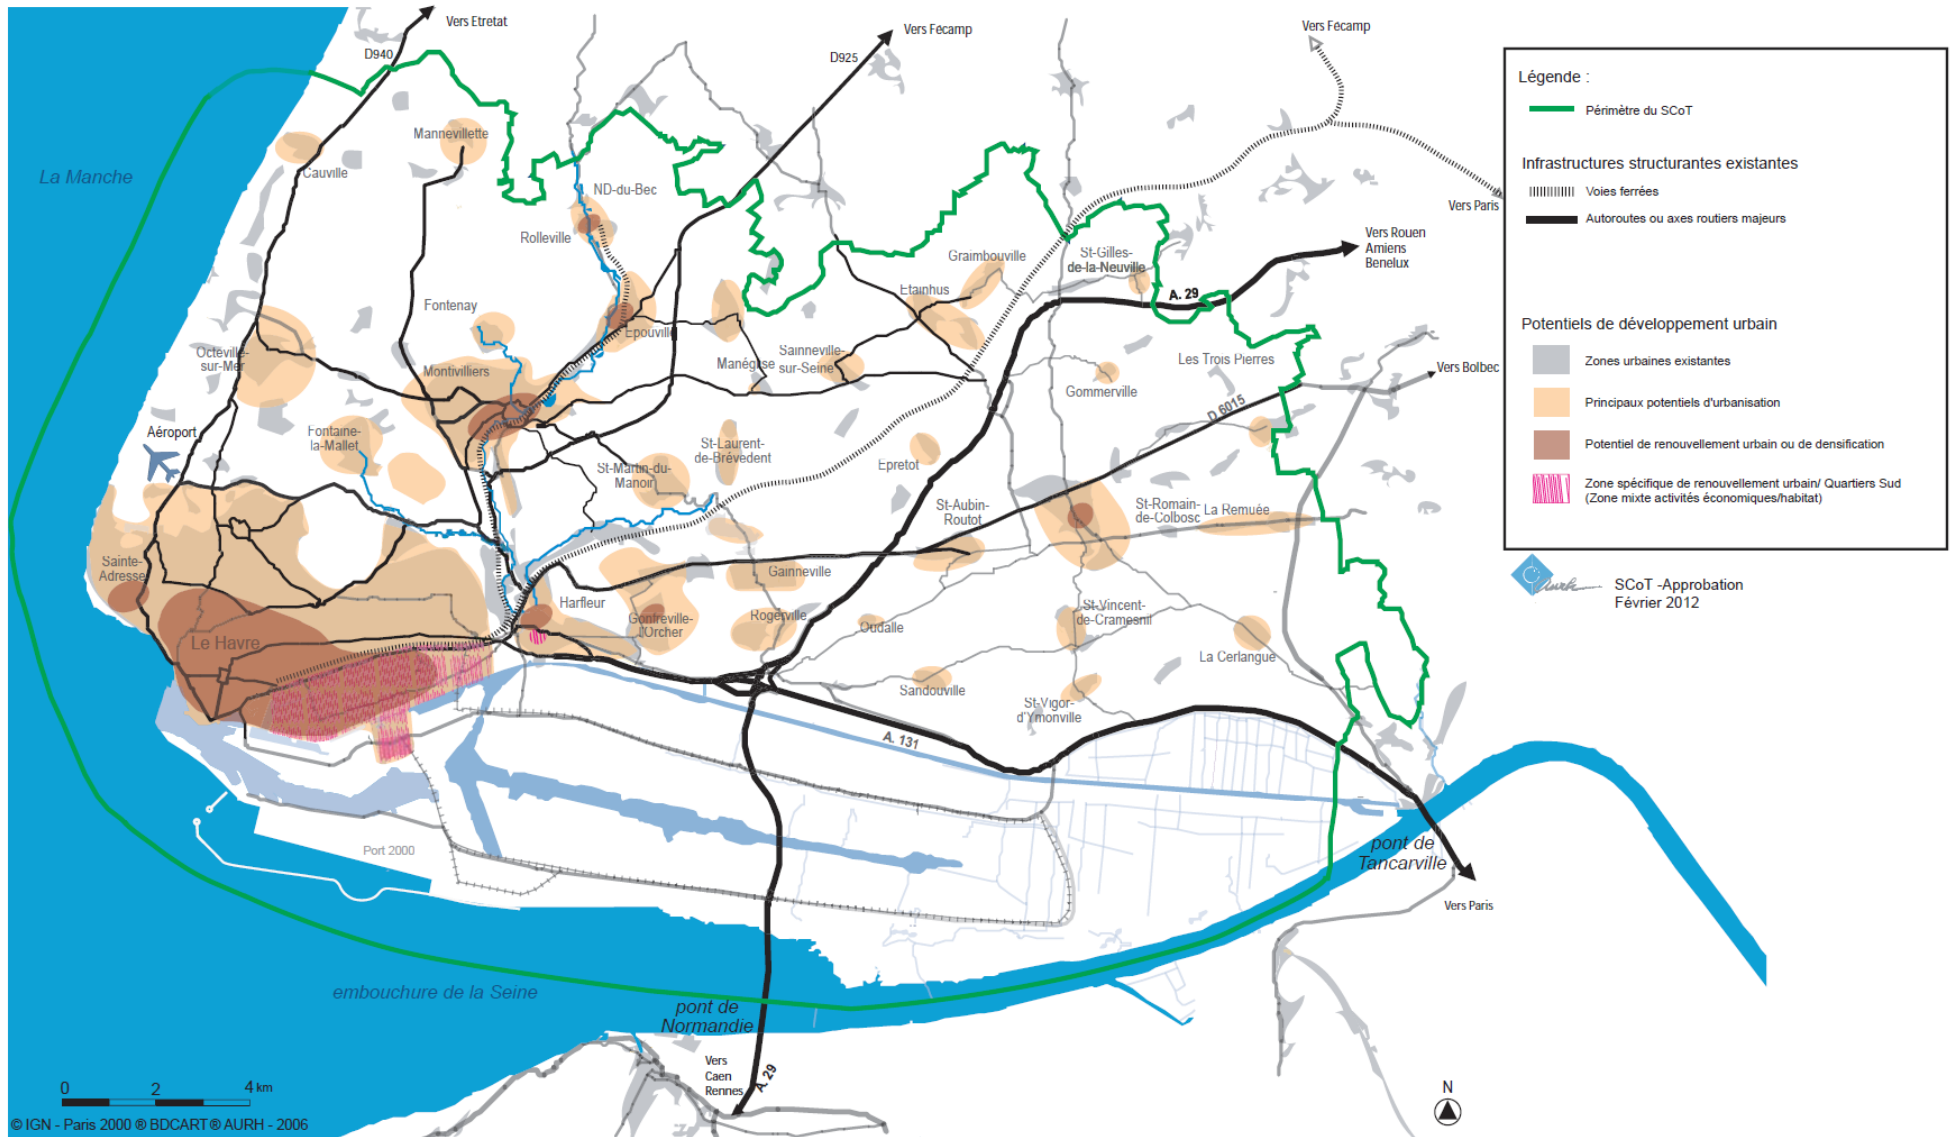 Vers Etretat
D940
Vers Fécamp
D925
Vers Fécamp
Vers Paris
La Manche
Mannevillette
Cauville
ND-du-Bec
Rolleville
Vers Rouen
Amiens
Benelux
Graimbouville
St-Gilles-
de-la-Neuville
Etainhus
A. 29
Fontenay
Epouville
Octeville-
sur-Mer
Montivilliers
Manéglise
Sainneville-
sur-Seine
Les Trois Pierres
Vers Bolbec
Gommerville
D 6015
Aéroport
Fontaine-
la-Mallet
St-Laurent-
de-Brévedent
St-Martin-du-
Manoir
Epretot
St-Aubin-
Routot
St-Romain-
de-Colbosc
La Remuée
Sainte-
Adresse
Gainneville
Harfleur
Gonfreville-
l'Orcher
Rogerville
Oudalle
St-Vincent-
de-Cramesnil
Le Havre
La Cerlangue
Sandouville
St-Vigor-
d'Ymonville
A. 131
Port 2000
pont de
Tancarville
Vers Paris
embouchure de la Seine
pont de
Normandie
Vers
Caen
Rennes
A. 29
0 2 4 km
N
© IGN - Paris 2000 ® BDCART® AURH - 2006
Légende :
Périmètre du SCoT
Infrastructures structurantes existantes
Voies ferrées
Autoroutes ou axes routiers majeurs
Potentiels de développement urbain
Zones urbaines existantes
Principaux potentiels d'urbanisation
Potentiel de renouvellement urbain ou de densification
Zone spécifique de renouvellement urbain/ Quartiers Sud
(Zone mixte activités économiques/habitat)
aurh
SCoT -Approbation
Février 2012